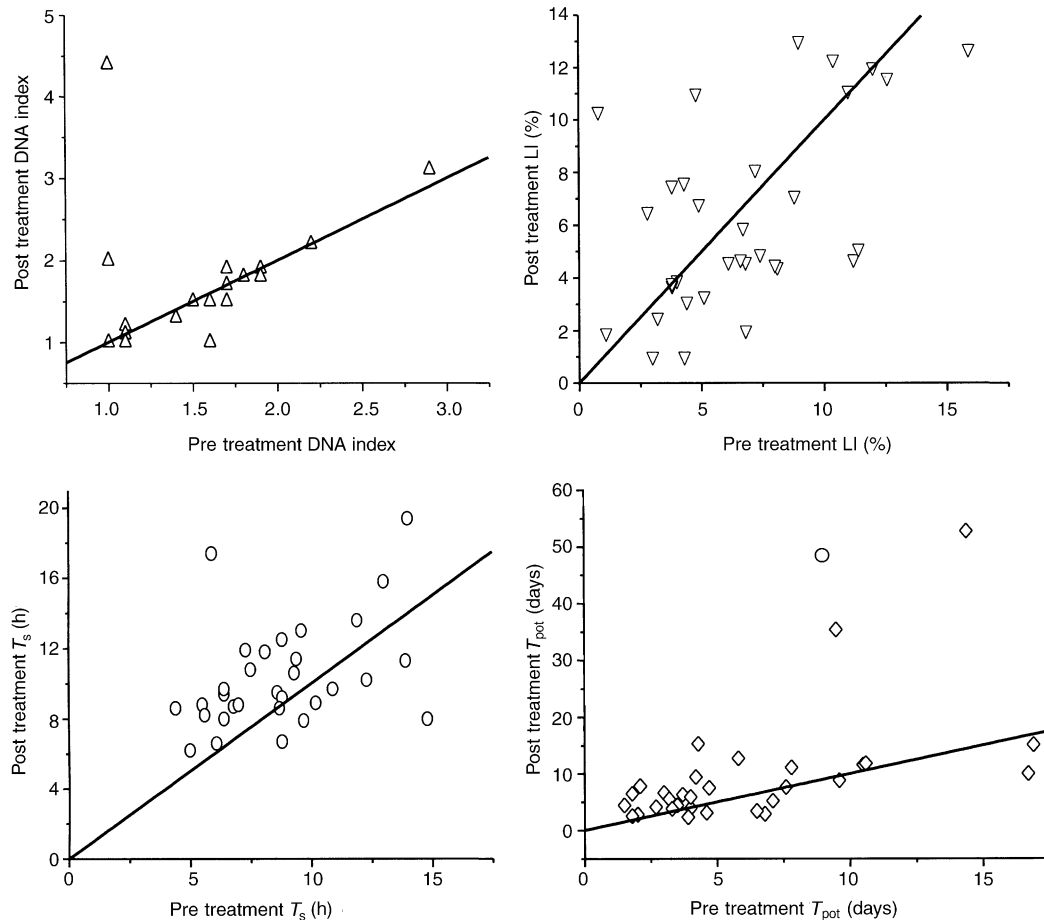 5
4
3
2
1
1.0 1.5 2.0 2.5 3.0
Post treatment DNA index
Pre treatment DNA index
14
12
10
8
6
4
2
0
0 5 10 15
Post treatment LI (%)
Pre treatment LI (%)
20
16
12
8
4
0
0 5 10 15
Post treatment Ts (h)
Pre treatment Ts (h)
60
50
40
30
20
10
0
0 5 10 15
Post treatment Tpot (days)
Pre treatment Tpot (days)